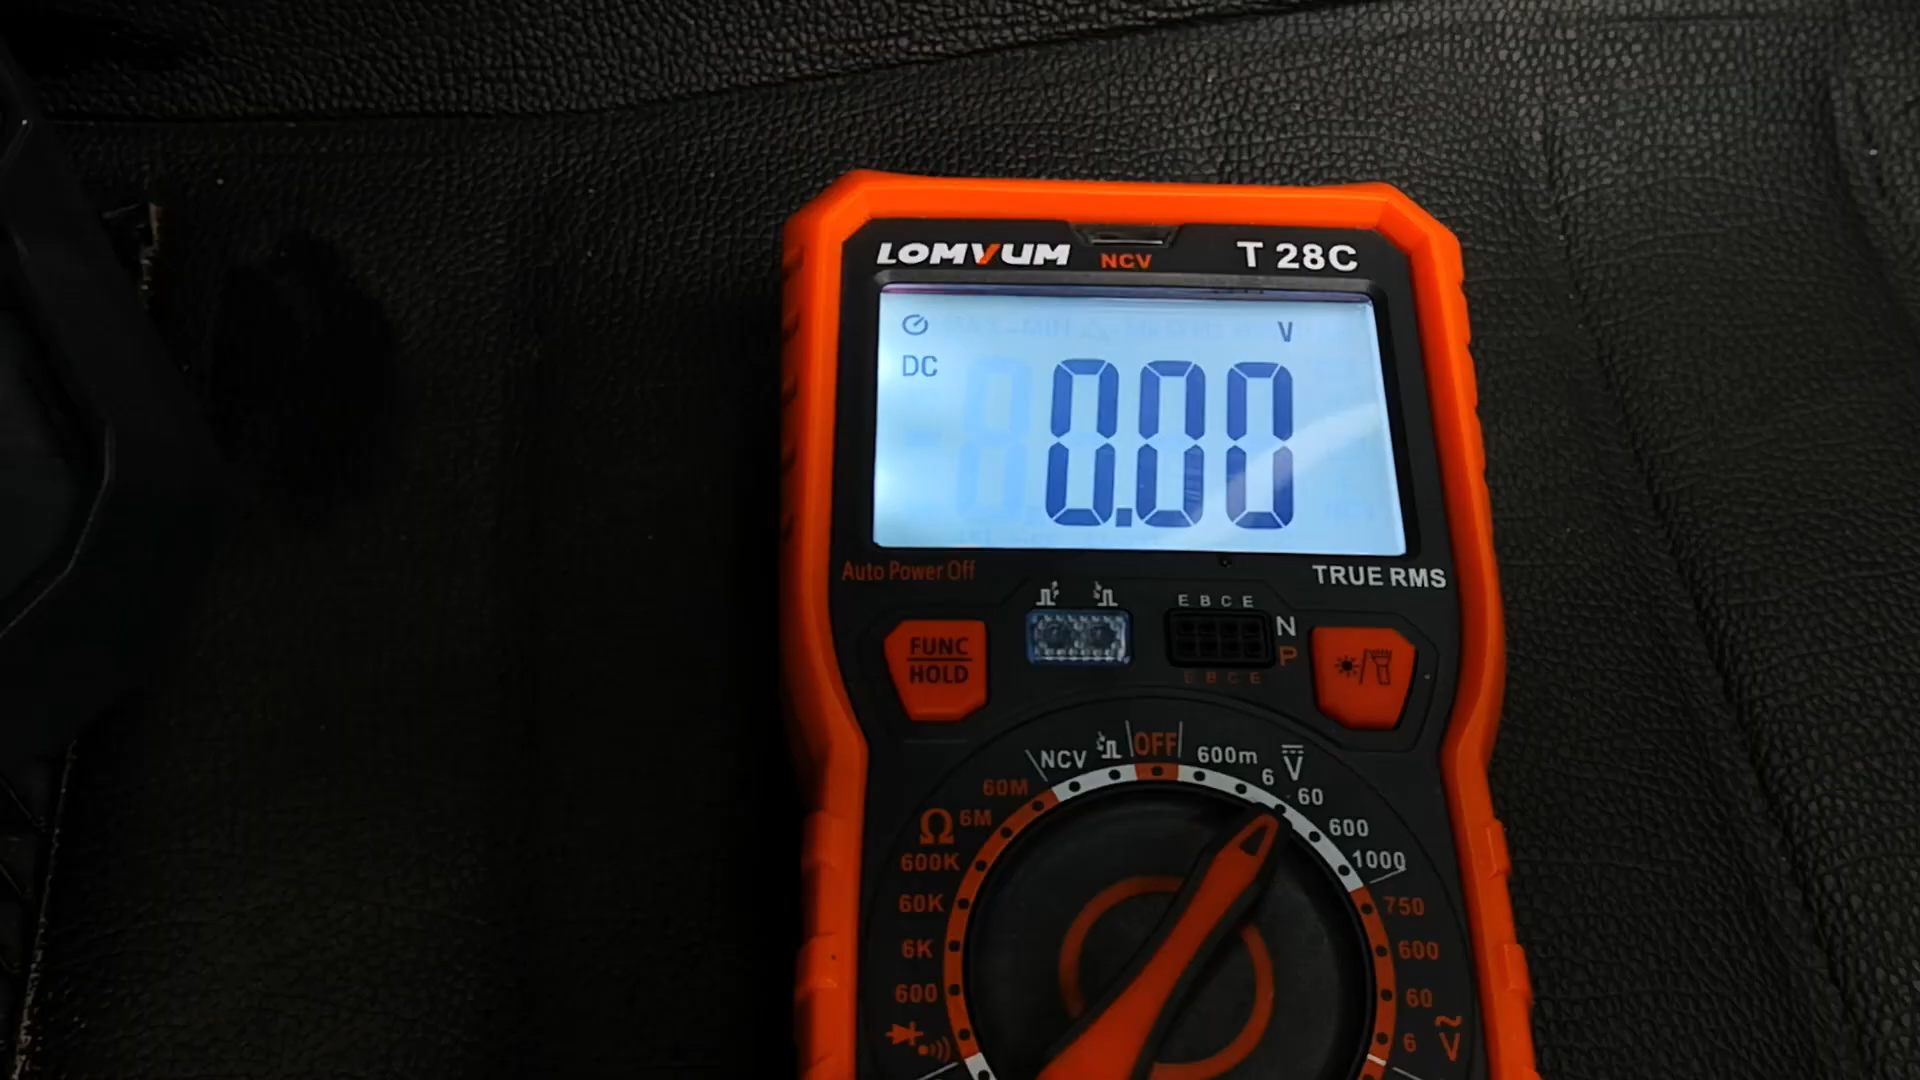 LOMVUM NCV T 28C
V
DC
0.00
Auto Power Off
TRUE RMS
E B C E
N
P
E B C E
FUNC
HOLD
NCV
OFF
600m
V
6
60
600
1000
750
600
60
6
V
60M
Ω
6M
600K
60K
6K
600